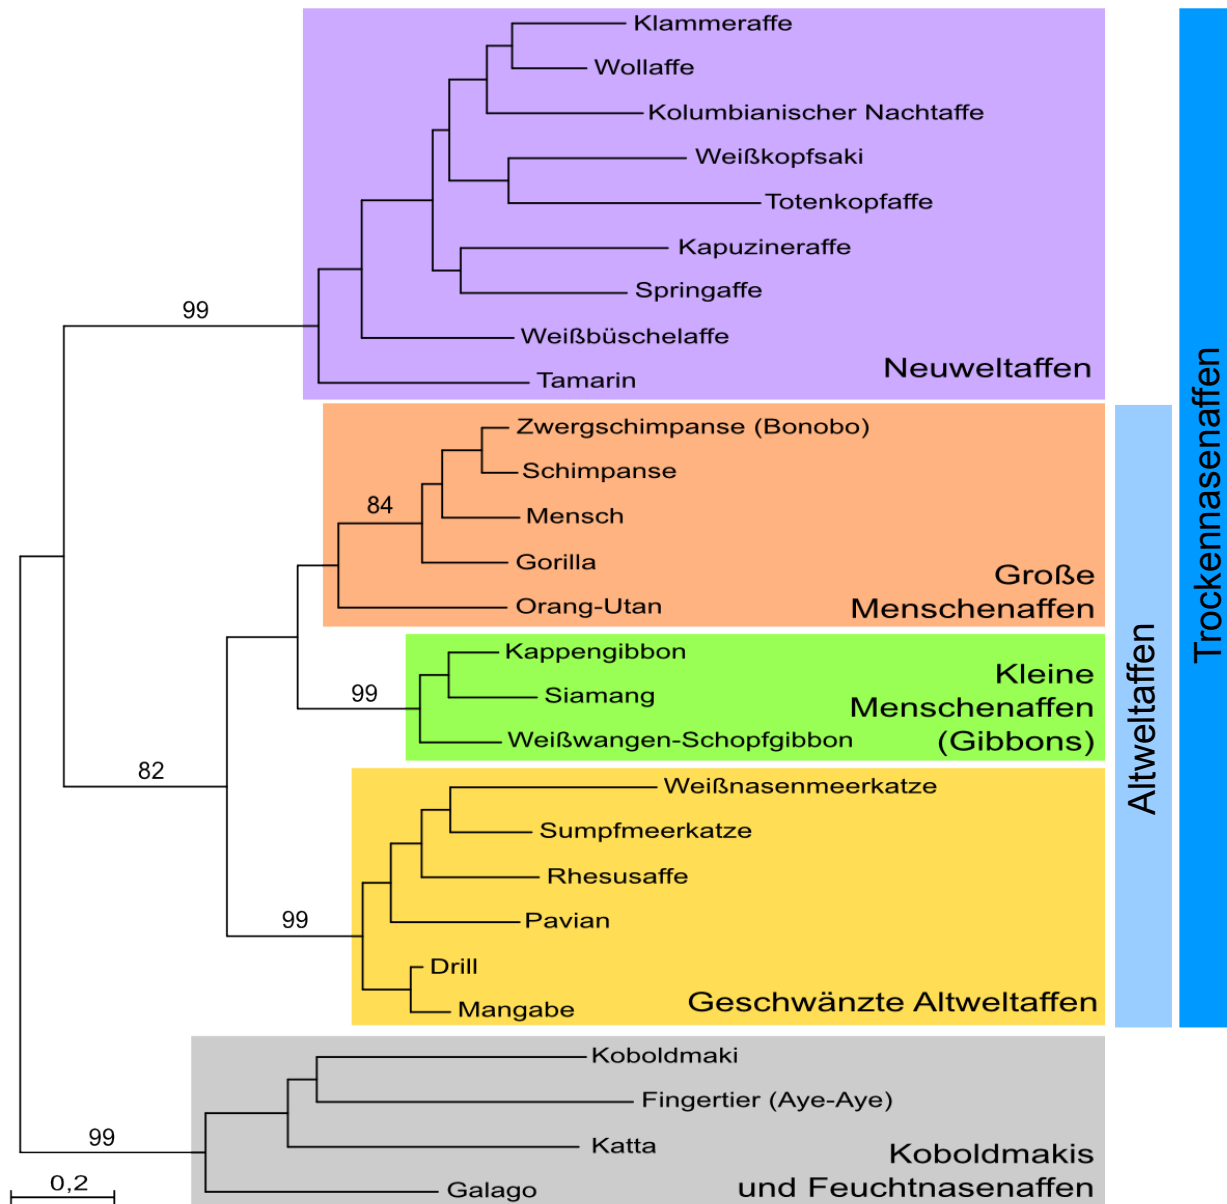 Klammeraffe
Wollaffe
Kolumbianischer Nachtaffe
Weißkopfsaki
Totenkopfaffe
Kapuzineraffe
Springaffe
99
Weißbüschelaffe
Neuweltaffen
Tamarin
Zwergschimpanse (Bonobo)
Schimpanse
84
Mensch
Gorilla
Große
Menschenaffen
Orang-Utan
Kappengibbon
Kleine
Menschenaffen
(Gibbons)
99
Siamang
Weißwangen-Schopfgibbon
82
Weißnasenmeerkatze
Sumpfmeerkatze
Rhesusaffe
99
Pavian
Drill
Mangabe
Geschwänzte Altweltaffen
Altweltaffen
Trockennasenaffen
Koboldmaki
Fingertier (Aye-Aye)
99
Katta
Koboldmakis
und Feuchtnasenaffen
Galago
0,2